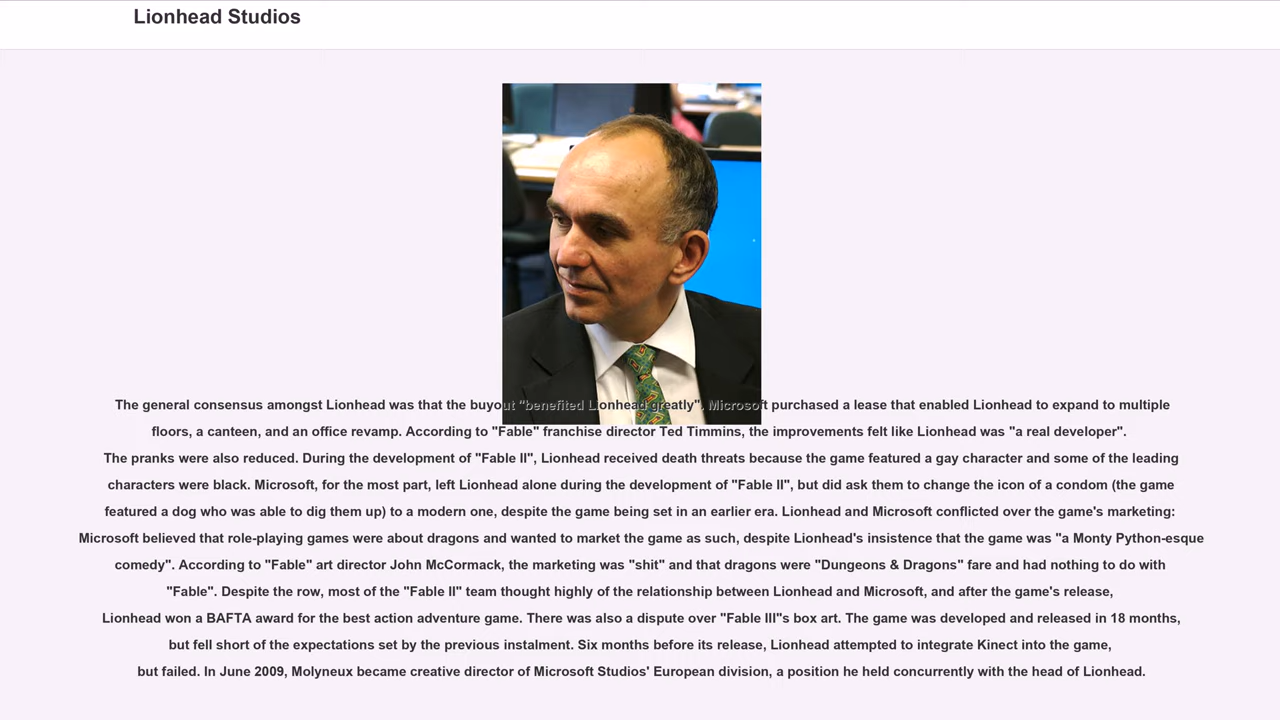 Lionhead Studios
The general consensus amongst Lionhead was that the buyout "benefited Lionhead greatly". Microsoft purchased a lease that enabled Lionhead to expand to multiple
floors, a canteen, and an office revamp. According to "Fable" franchise director Ted Timmins, the improvements felt like Lionhead was "a real developer".
The pranks were also reduced. During the development of "Fable II", Lionhead received death threats because the game featured a gay character and some of the leading
characters were black. Microsoft, for the most part, left Lionhead alone during the development of "Fable II", but did ask them to change the icon of a condom (the game
featured a dog who was able to dig them up) to a modern one, despite the game being set in an earlier era. Lionhead and Microsoft conflicted over the game's marketing:
Microsoft believed that role-playing games were about dragons and wanted to market the game as such, despite Lionhead's insistence that the game was "a Monty Python-esque
comedy". According to "Fable" art director John McCormack, the marketing was "shit" and that dragons were "Dungeons & Dragons" fare and had nothing to do with
"Fable". Despite the row, most of the "Fable II" team thought highly of the relationship between Lionhead and Microsoft, and after the game's release,
Lionhead won a BAFTA award for the best action adventure game. There was also a dispute over "Fable III"s box art. The game was developed and released in 18 months,
but fell short of the expectations set by the previous instalment. Six months before its release, Lionhead attempted to integrate Kinect into the game,
but failed. In June 2009, Molyneux became creative director of Microsoft Studios' European division, a position he held concurrently with the head of Lionhead.